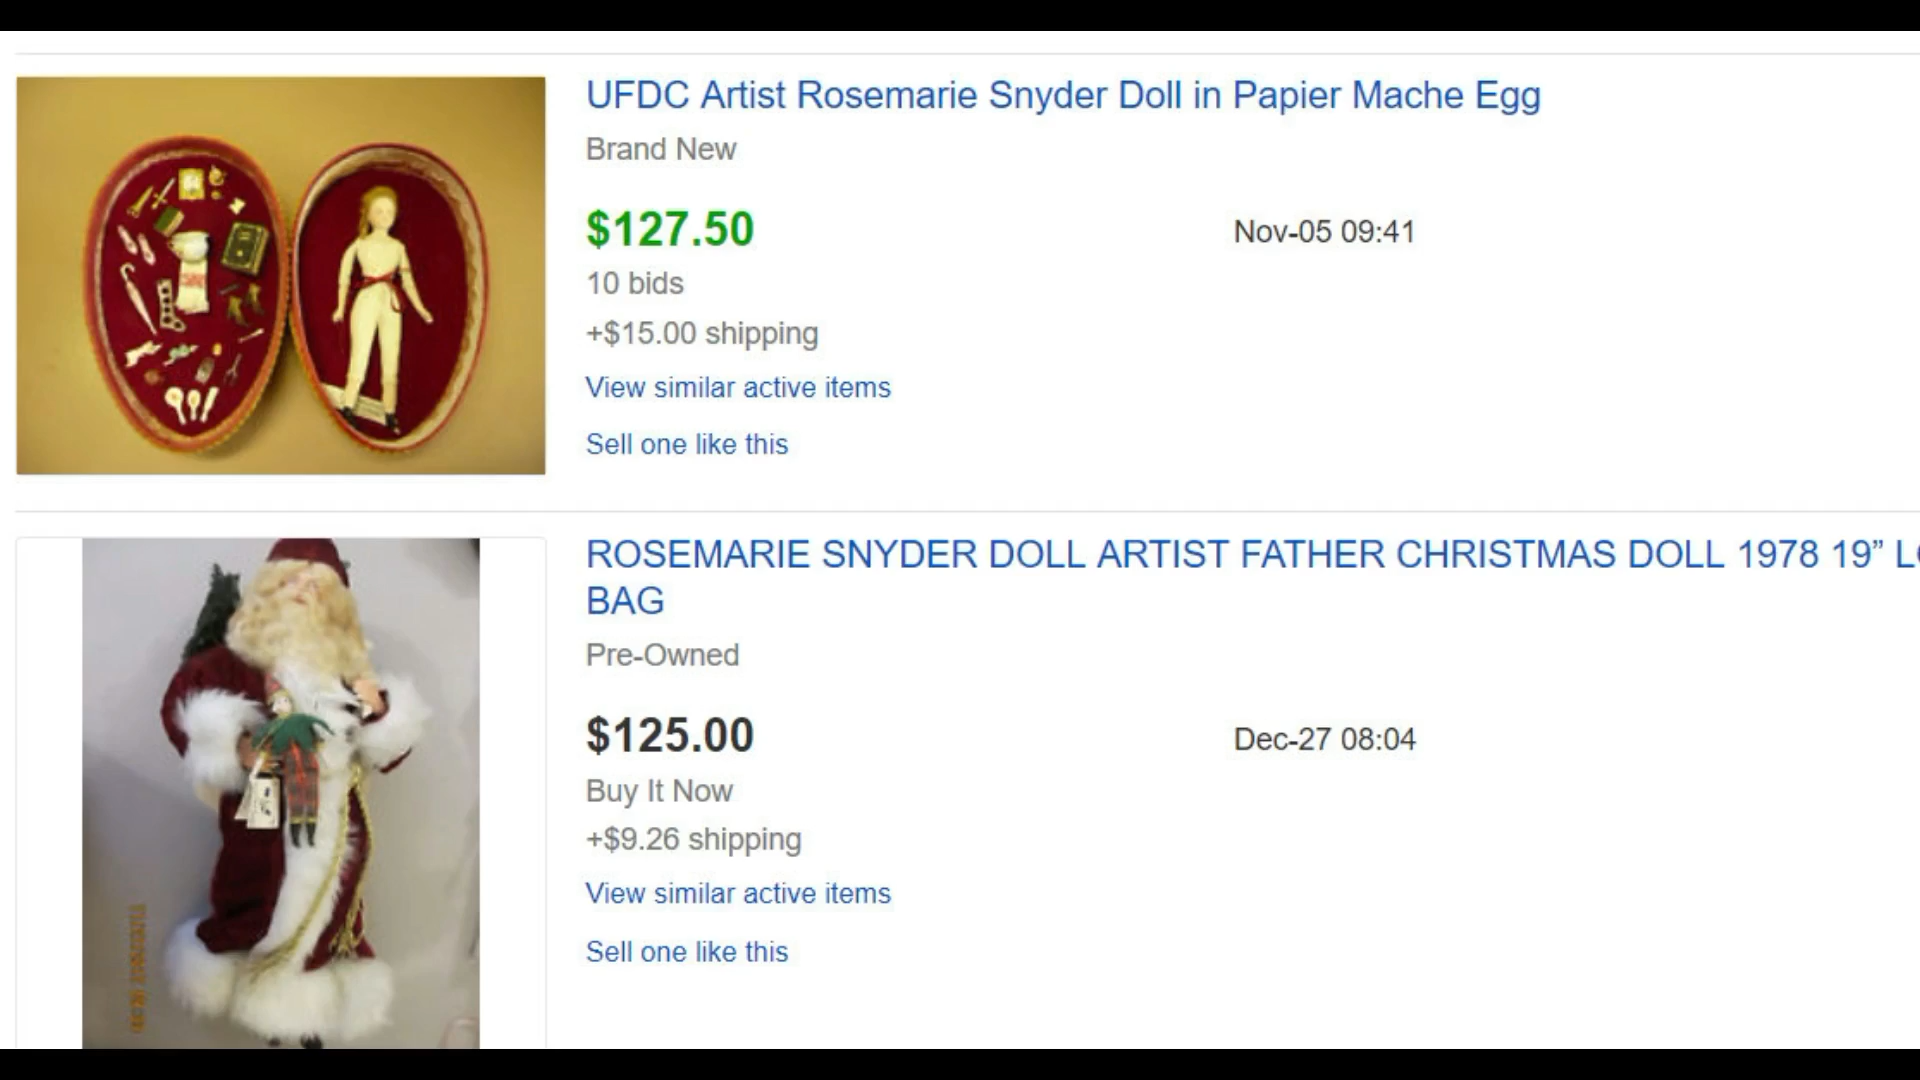 UFDC Artist Rosemarie Snyder Doll in Papier Mache Egg
Brand New
$127.50
Nov-05 09:41
10 bids
+$15.00 shipping
View similar active items
Sell one like this
ROSEMARIE SNYDER DOLL ARTIST FATHER CHRISTMAS DOLL 1978 19”
BAG
Pre-Owned
$125.00
Dec-27 08:04
Buy It Now
+$9.26 shipping
View similar active items
Sell one like this